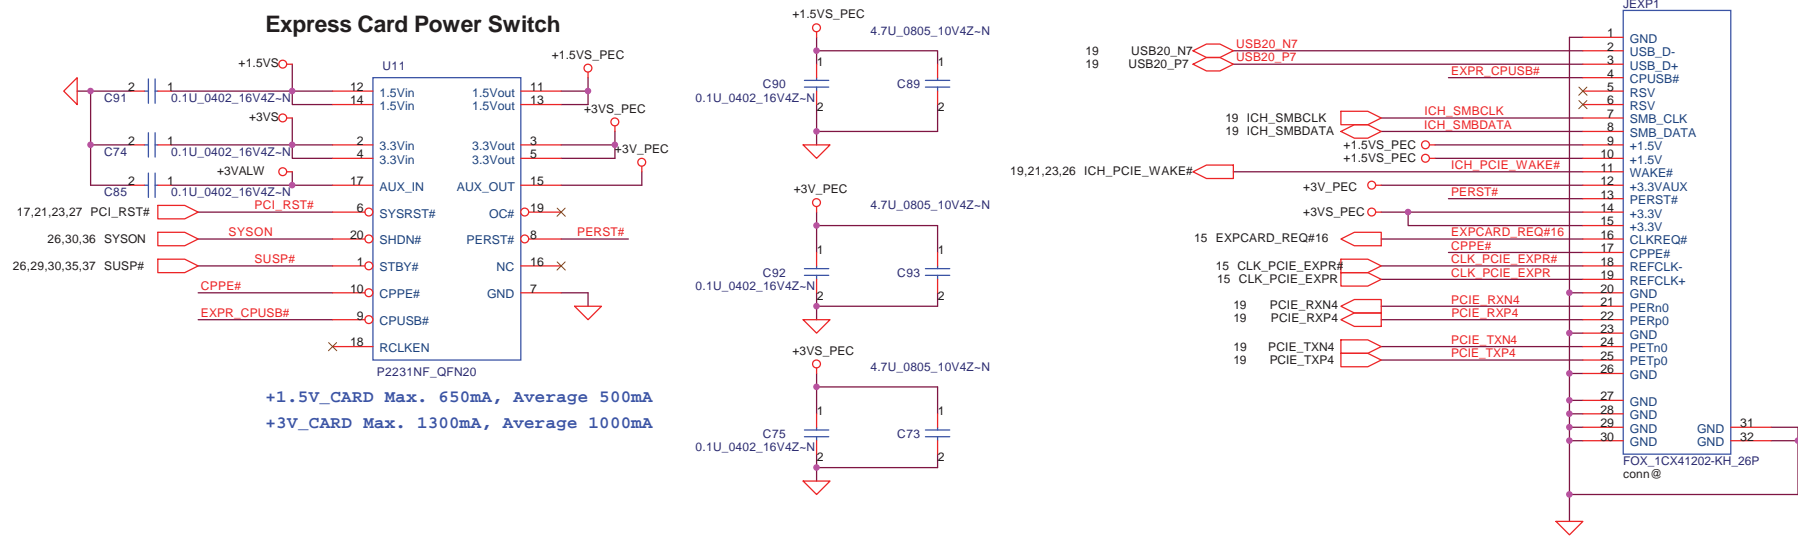 Express Card Power Switch
U11
+1.5VS
+1.5VS_PEC
C91
2
1
0.1U_0402_16V4Z~N
12 1.5Vin
14 1.5Vin
1.5Vout 11
1.5Vout 13
+3VS
+3VS_PEC
C74
2
1
0.1U_0402_16V4Z~N
2 3.3Vin
4 3.3Vin
3.3Vout 3
3.3Vout 5
+3VALW
+3V_PEC
C85
2
1
0.1U_0402_16V4Z~N
17 AUX_IN
AUX_OUT 15
17,21,23,27 PCI_RST# PCI_RST# 6 SYSRST#
OC# 19
26,30,36 SYSON SYSON 20 SHDN#
PERST# 8 PERST#
26,29,30,35,37 SUSP# SUSP# 1 STBY#
NC 16
CPPE# 10 CPPE#
GND 7
EXPR_CPUSB# 9 CPUSB#
18 RCLKEN
P2231NF_QFN20
+1.5V_CARD Max. 650mA, Average 500mA
+3V_CARD Max. 1300mA, Average 1000mA
+1.5VS_PEC
4.7U_0805_10V4Z~N
1 1
C90 C89
0.1U_0402_16V4Z~N
2 2
+3V_PEC
4.7U_0805_10V4Z~N
1 1
C92 C93
0.1U_0402_16V4Z~N
2 2
+3VS_PEC
4.7U_0805_10V4Z~N
1 1
C75 C73
0.1U_0402_16V4Z~N
2 2
JEXP1
1 GND
19 USB20_N7 USB20_N7 2 USB_D-
19 USB20_P7 USB20_P7 3 USB_D+
EXPR_CPUSB# 4 CPUSB#
5 RSV
6 RSV
19 ICH_SMBCLK ICH_SMBCLK 7 SMB_CLK
19 ICH_SMBDATA ICH_SMBDATA 8 SMB_DATA
+1.5VS_PEC 9 +1.5V
+1.5VS_PEC 10 +1.5V
19,21,23,26 ICH_PCIE_WAKE# ICH_PCIE_WAKE# 11 WAKE#
+3V_PEC 12 +3.3VAUX
PERST# 13 PERST#
+3VS_PEC 14 +3.3V
15 +3.3V
15 EXPCARD_REQ#16 EXPCARD_REQ#16 16 CLKREQ#
CPPE# 17 CPPE#
15 CLK_PCIE_EXPR# CLK_PCIE_EXPR# 18 REFCLK-
15 CLK_PCIE_EXPR CLK_PCIE_EXPR 19 REFCLK+
20 GND
19 PCIE_RXN4 PCIE_RXN4 21 PERn0
19 PCIE_RXP4 PCIE_RXP4 22 PERp0
23 GND
19 PCIE_TXN4 PCIE_TXN4 24 PETn0
19 PCIE_TXP4 PCIE_TXP4 25 PETp0
26 GND
27 GND
28 GND
29 GND GND 31
30 GND GND 32
FOX_1CX41202-KH_26P
conn@